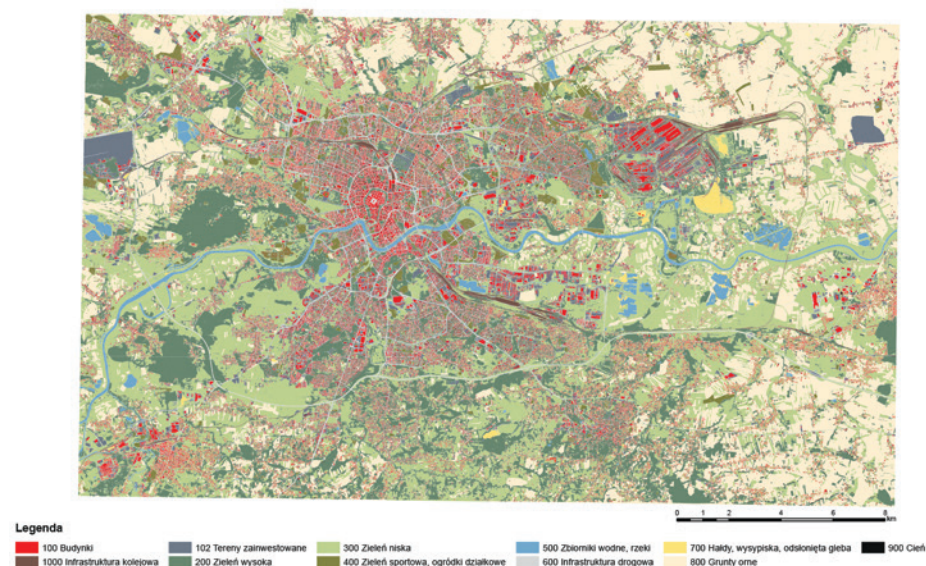 0 1 2 4 6 8
km
Legenda
100 Budynki 102 Tereny zainwestowane 300 Zieleń niska 500 Zbiorniki wodne, rzeki 700 Hałdy, wysypiska, odsłonięta gleba 900 Cień
1000 Infrastruktura kolejowa 200 Zieleń wysoka 400 Zieleń sportowa, ogródki działkowe 600 Infrastruktura drogowa 800 Grunty orne